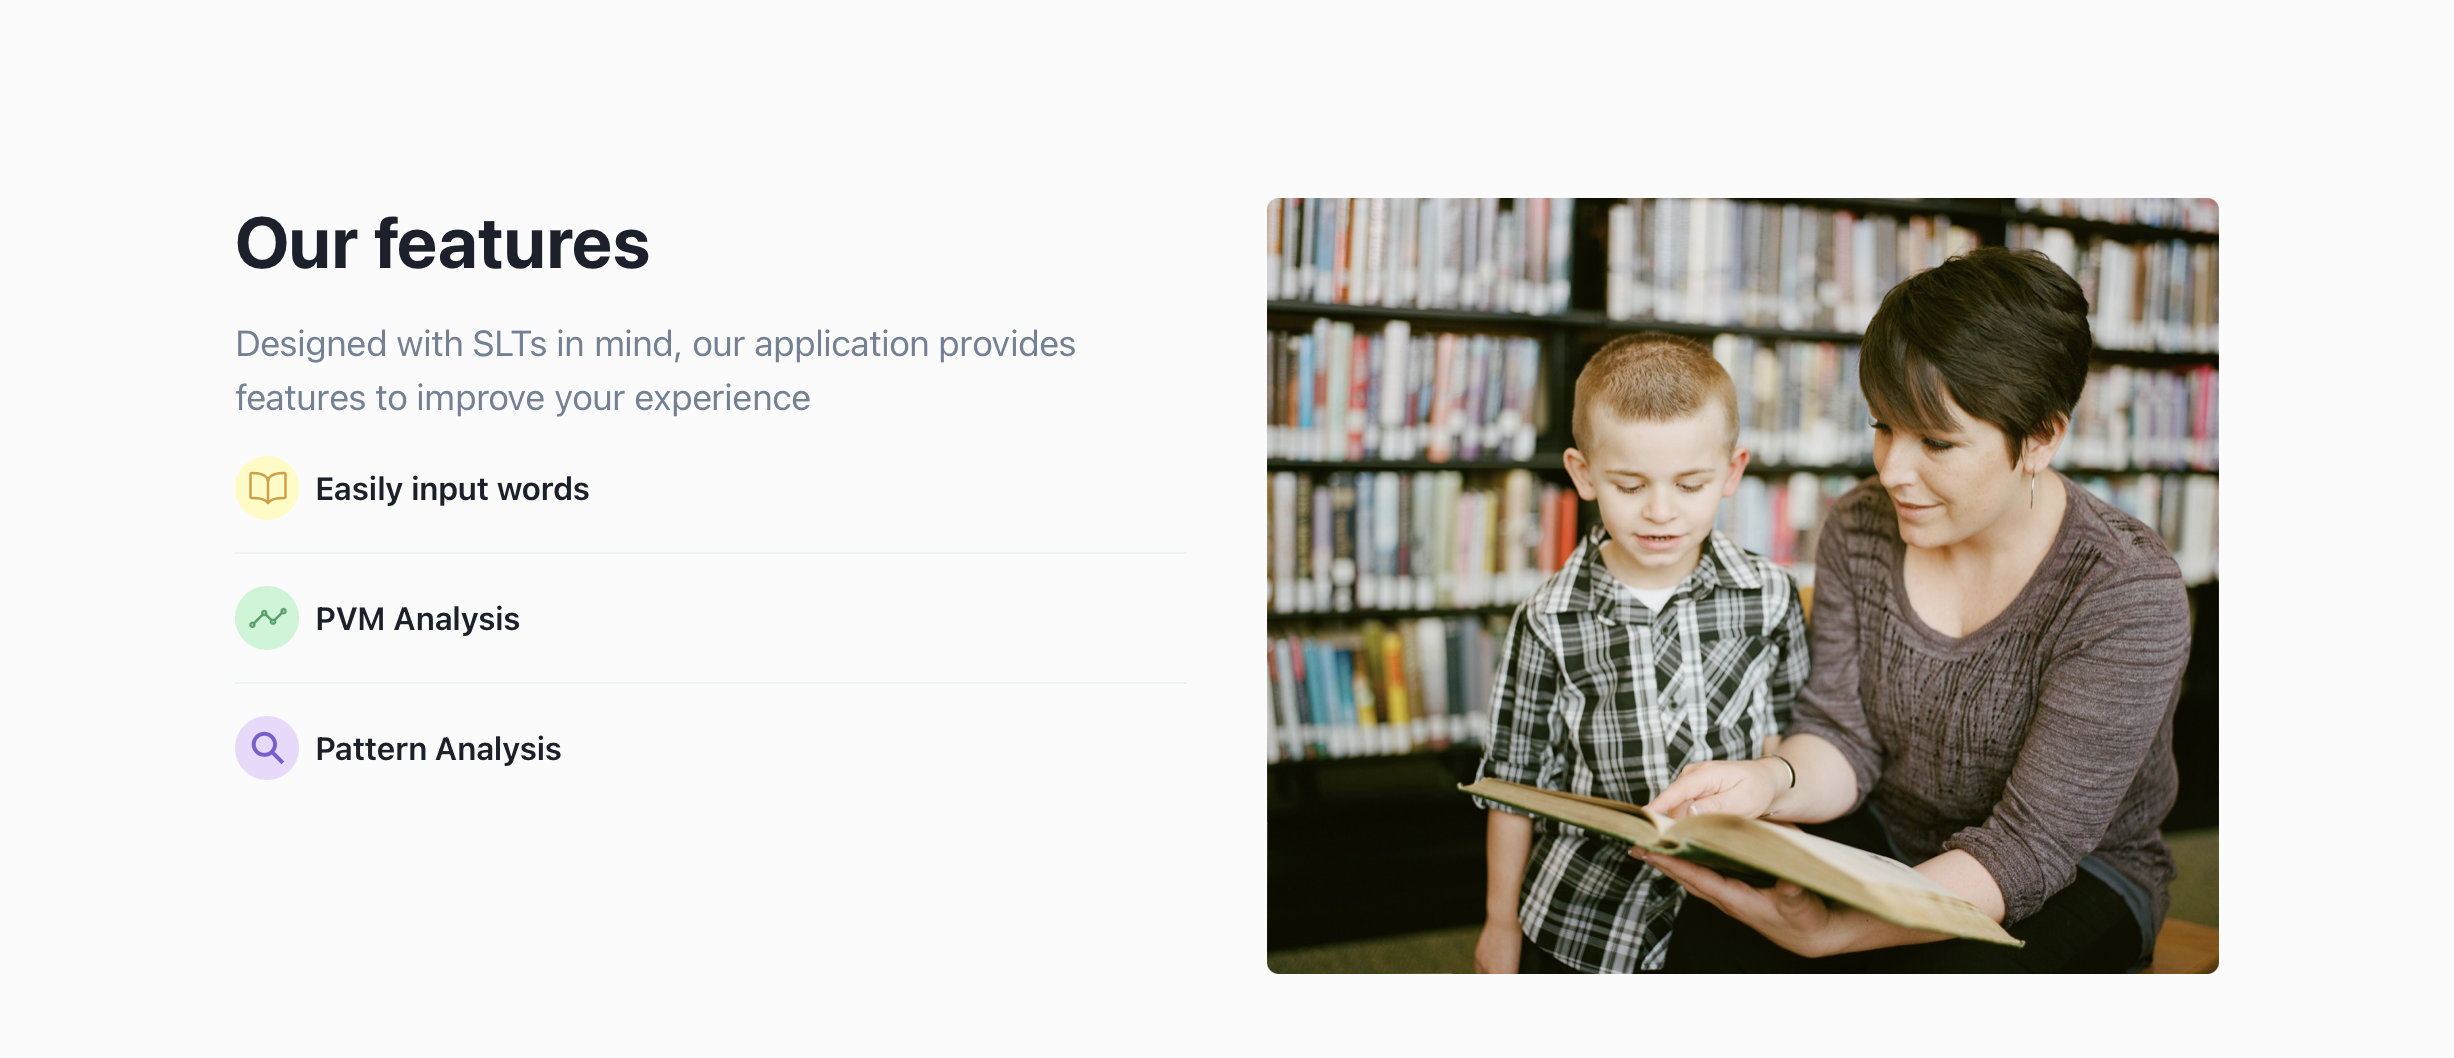 Our features
Designed with SLTs in mind, our application provides
features to improve your experience
Easily input words
PVM Analysis
Pattern Analysis